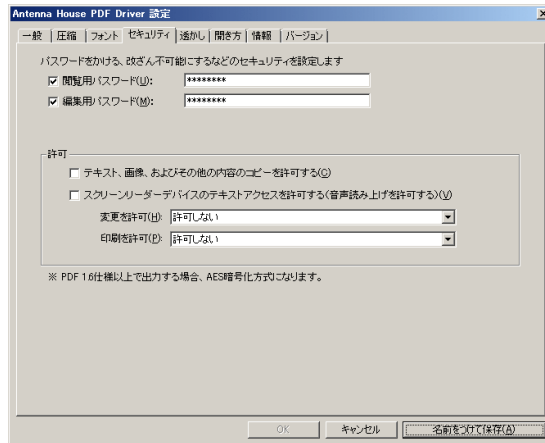 Antenna House PDF Driver 設定
一般 圧縮 フォント セキュリティ 透かし 開き方 情報 バージョン
パスワードをかける、改ざん不可能にするなどのセキュリティを設定します
閲覧用パスワード(U): ********
編集用パスワード(M): ********
許可
テキスト、画像、およびその他の内容のコピーを許可する(C)
スクリーンリーダーデバイスのテキストアクセスを許可する(音声読み上げを許可する)(V)
変更を許可(H): 許可しない
印刷を許可(P): 許可しない
※ PDF 1.6仕様以上で出力する場合、AES暗号化方式になります。
OK キャンセル 名前をつけて保存(A)